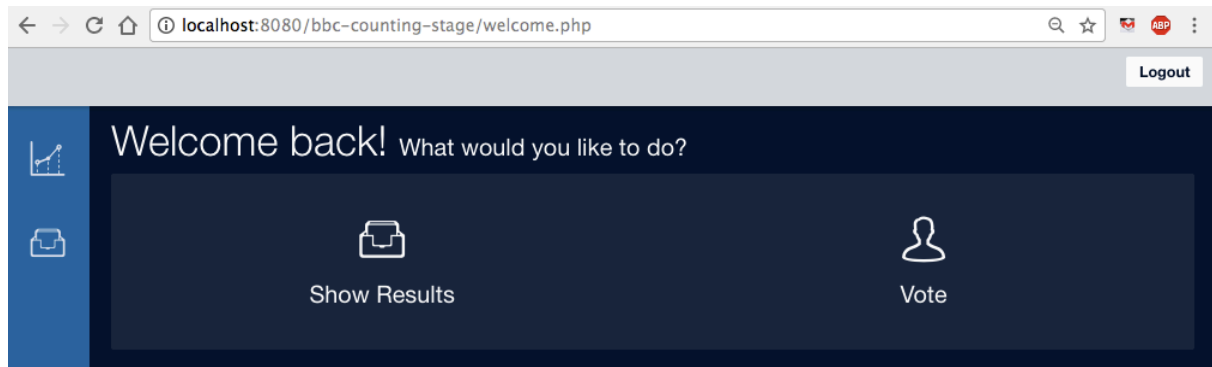 localhost:8080/bbc-counting-stage/welcome.php
ABP
Logout
Welcome back! What would you like to do?
Show Results
Vote